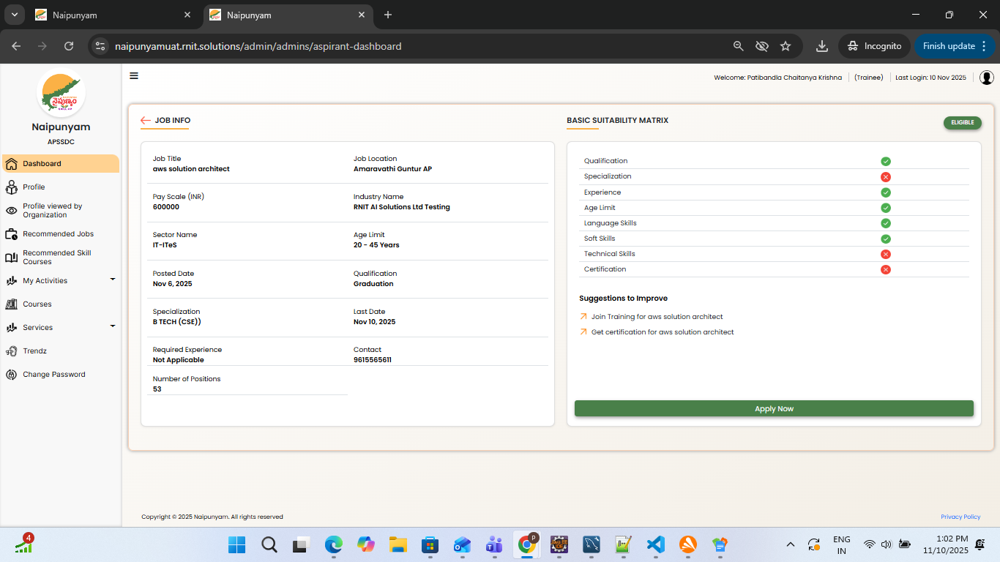 Naipunyam
Naipunyam
naipunyamuat.rnit.solutions/admin/admins/aspirant-dashboard
Incognito
Finish update
నైపుణ్యం
SKILL AP
Naipunyam
APSSDC
Dashboard
Profile
Profile viewed by
Organization
Recommended Jobs
Recommended Skill
Courses
My Activities
Courses
Services
Trendz
Change Password
Welcome: Patibandla Chaitanya Krishna
(Trainee)
Last Login: 10 Nov 2025
JOB INFO
Job Title
aws solution architect
Job Location
Amaravathi Guntur AP
Pay Scale (INR)
600000
Industry Name
RNIT AI Solutions Ltd Testing
Sector Name
IT-ITeS
Age Limit
20 - 45 Years
Posted Date
Nov 6, 2025
Qualification
Graduation
Specialization
B TECH (CSE))
Last Date
Nov 10, 2025
Required Experience
Not Applicable
Contact
9615565611
Number of Positions
53
BASIC SUITABILITY MATRIX
ELIGIBLE
Qualification
Specialization
Experience
Age Limit
Language Skills
Soft Skills
Technical Skills
Certification
Suggestions to Improve
Join Training for aws solution architect
Get certification for aws solution architect
Apply Now
Copyright © 2025 Naipunyam. All rights reserved
Privacy Policy
4
P
Java EE
IDE
ENG
IN
1:02 PM
11/10/2025